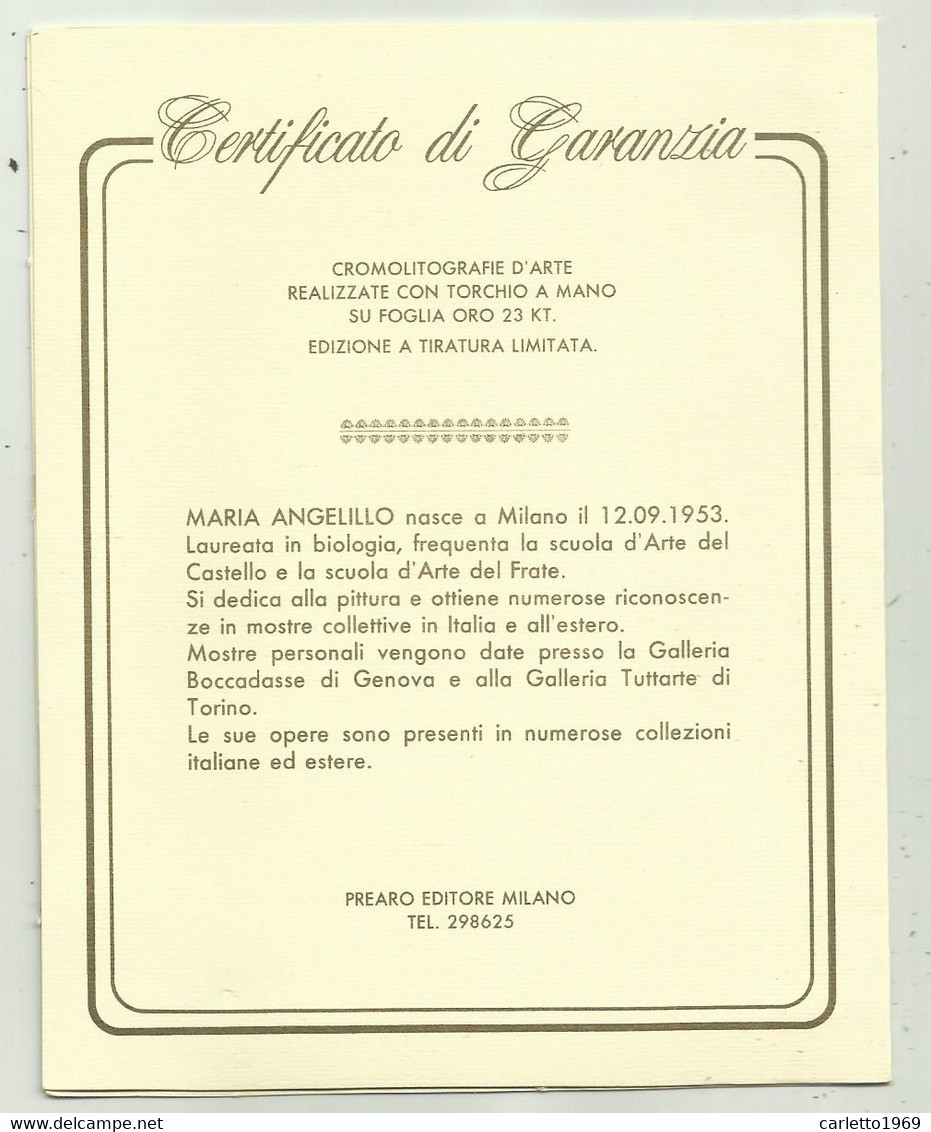 Certificato di Garanzia
CROMOLITOGRAFIE D'ARTE
REALIZZATE CON TORCHIO A MANO
SU FOGLIA ORO 23 KT.
EDIZIONE A TIRATURA LIMITATA.
MARIA ANGELILLO nasce a Milano il 12.09.1953.
Laureata in biologia, frequenta la scuola d'Arte del
Castello e la scuola d'Arte del Frate.
Si dedica alla pittura e ottiene numerose riconoscen-
ze in mostre collettive in Italia e all'estero.
Mostre personali vengono date presso la Galleria
Boccadasse di Genova e alla Galleria Tuttarte di
Torino.
Le sue opere sono presenti in numerose collezioni
italiane ed estere.
PREARO EDITORE MILANO
TEL. 298625
delcampe.net
carletto1969